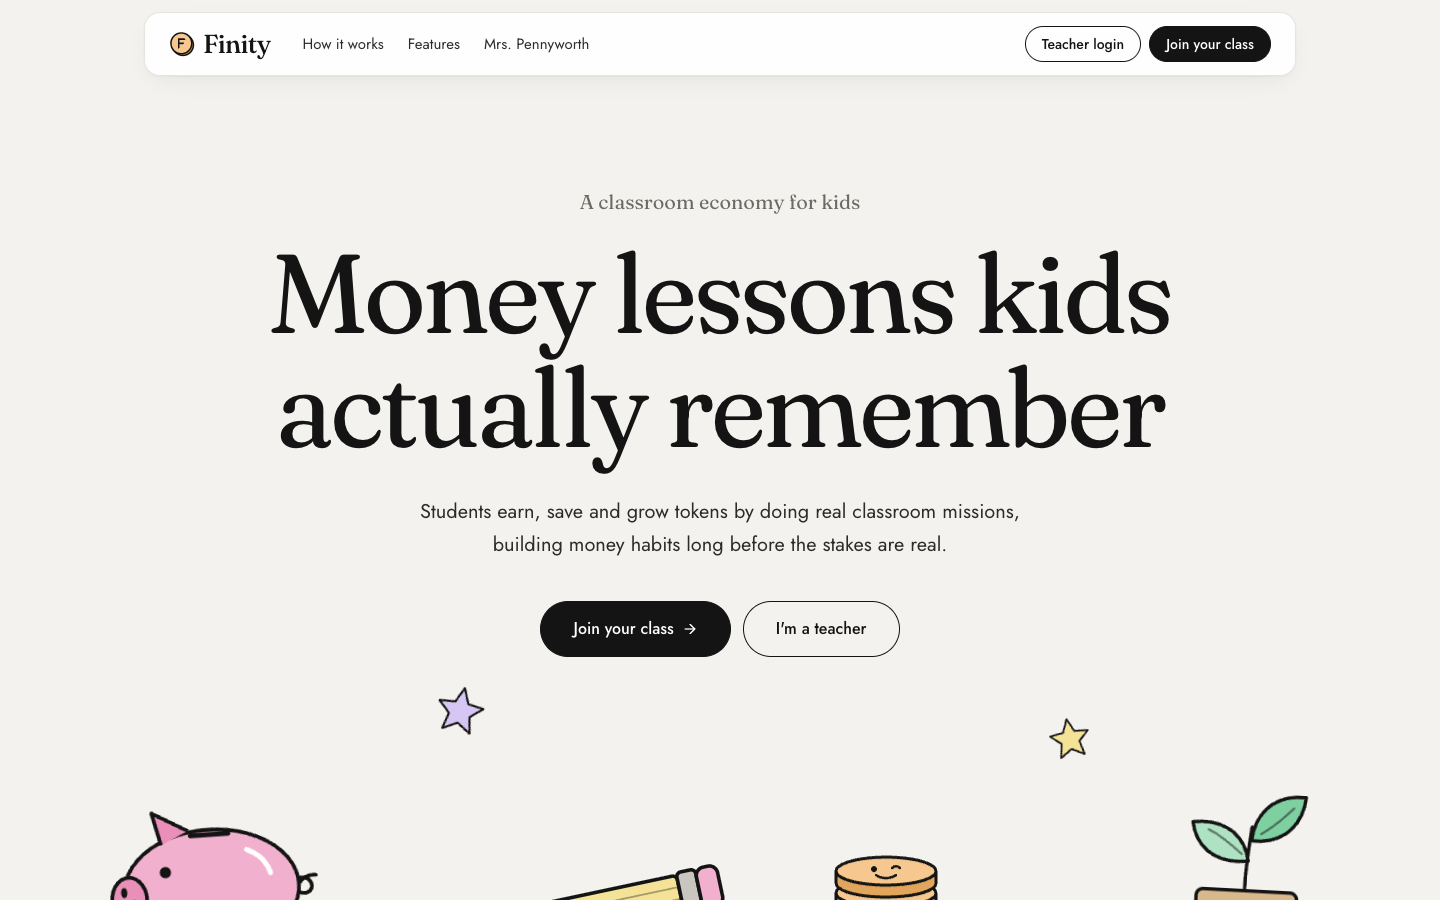 F Finity
How it works
Features
Mrs. Pennyworth
Teacher login
Join your class
A classroom economy for kids
Money lessons kids
actually remember
Students earn, save and grow tokens by doing real classroom missions,
building money habits long before the stakes are real.
Join your class →
I'm a teacher